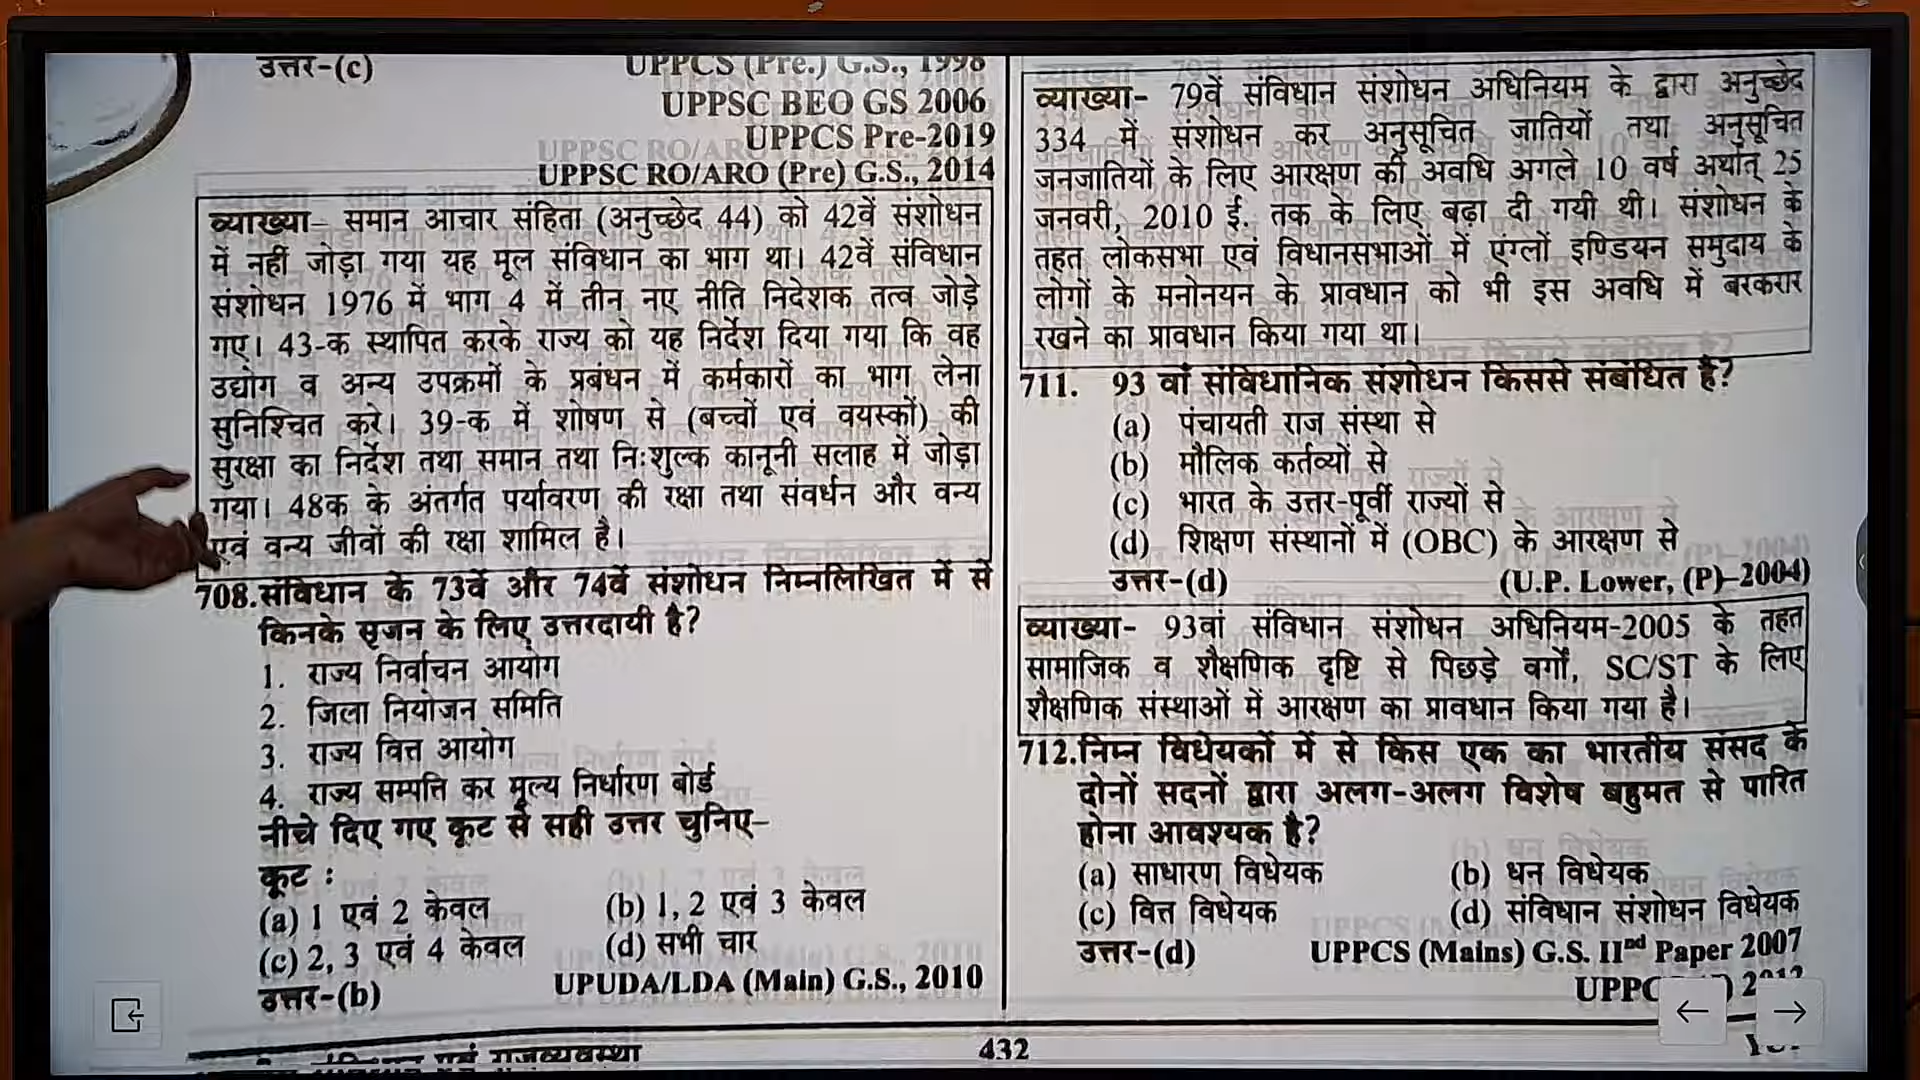 उत्तर-(c)
UPPCS (Pre.) G.S., 1998
UPPSC BEO GS 2006
UPPCS Pre-2019
UPPSC RO/ARO (Pre) G.S., 2014
व्याख्या– समान आचार संहिता (अनुच्छेद 44) को 42वें संशोधन
में नहीं जोड़ा गया यह मूल संविधान का भाग था। 42वें संविधान
संशोधन 1976 में भाग 4 में तीन नए नीति निदेशक तत्व जोड़े
गए। 43-क स्थापित करके राज्य को यह निर्देश दिया गया कि वह
उद्योग व अन्य उपक्रमों के प्रबंधन में कर्मकारों का भाग लेना
सुनिश्चित करे। 39-क में शोषण से (बच्चों एवं वयस्कों) की
सुरक्षा का निर्देश तथा समान तथा निःशुल्क कानूनी सलाह में जोड़ा
गया। 48क के अंतर्गत पर्यावरण की रक्षा तथा संवर्धन और वन्य
एवं वन्य जीवों की रक्षा शामिल है।
708. संविधान के 73वें और 74वें संशोधन निम्नलिखित में से
किनके सृजन के लिए उत्तरदायी है?
1. राज्य निर्वाचन आयोग
2. जिला नियोजन समिति
3. राज्य वित्त आयोग
4. राज्य सम्पत्ति कर मूल्य निर्धारण बोर्ड
नीचे दिए गए कूट से सही उत्तर चुनिए–
कूट :
(a) 1 एवं 2 केवल (b) 1, 2 एवं 3 केवल
(c) 2, 3 एवं 4 केवल (d) सभी चार
उत्तर-(b) UPUDA/LDA (Main) G.S., 2010
व्याख्या- 79वें संविधान संशोधन अधिनियम के द्वारा अनुच्छेद
334 में संशोधन कर अनुसूचित जातियों तथा अनुसूचित
जनजातियों के लिए आरक्षण की अवधि अगले 10 वर्ष अर्थात् 25
जनवरी, 2010 ई. तक के लिए बढ़ा दी गयी थी। संशोधन के
तहत लोकसभा एवं विधानसभाओं में एंग्लों इण्डियन समुदाय के
लोगों के मनोनयन के प्रावधान को भी इस अवधि में बरकरार
रखने का प्रावधान किया गया था।
711. 93 वां संविधानिक संशोधन किससे संबंधित है?
(a) पंचायती राज संस्था से
(b) मौलिक कर्तव्यों से
(c) भारत के उत्तर-पूर्वी राज्यों से
(d) शिक्षण संस्थानों में (OBC) के आरक्षण से
उत्तर-(d) (U.P. Lower, (P)-2004)
व्याख्या- 93वां संविधान संशोधन अधिनियम-2005 के तहत
सामाजिक व शैक्षणिक दृष्टि से पिछड़े वर्गों, SC/ST के लिए
शैक्षणिक संस्थाओं में आरक्षण का प्रावधान किया गया है।
712. निम्न विधेयकों में से किस एक का भारतीय संसद के
दोनों सदनों द्वारा अलग-अलग विशेष बहुमत से पारित
होना आवश्यक है?
(a) साधारण विधेयक (b) धन विधेयक
(c) वित्त विधेयक (d) संविधान संशोधन विधेयक
उत्तर-(d) UPPCS (Mains) G.S. IInd Paper 2007
432